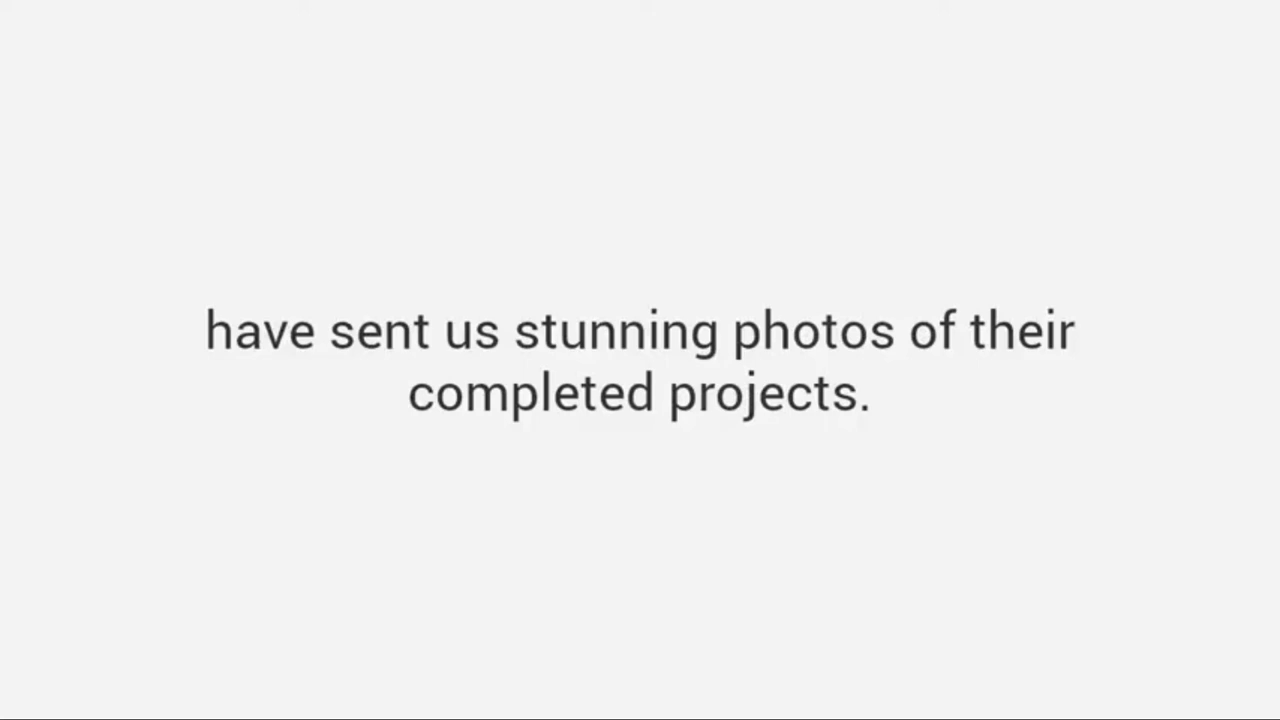 have sent us stunning photos of their
completed projects.